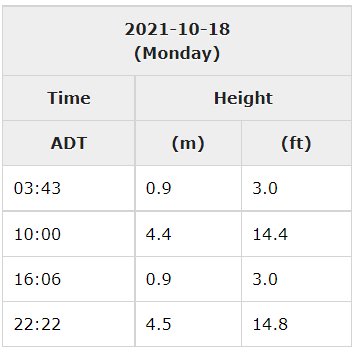 2021-10-18
(Monday)
Time Height
ADT (m) (ft)
03:43 0.9 3.0
10:00 4.4 14.4
16:06 0.9 3.0
22:22 4.5 14.8